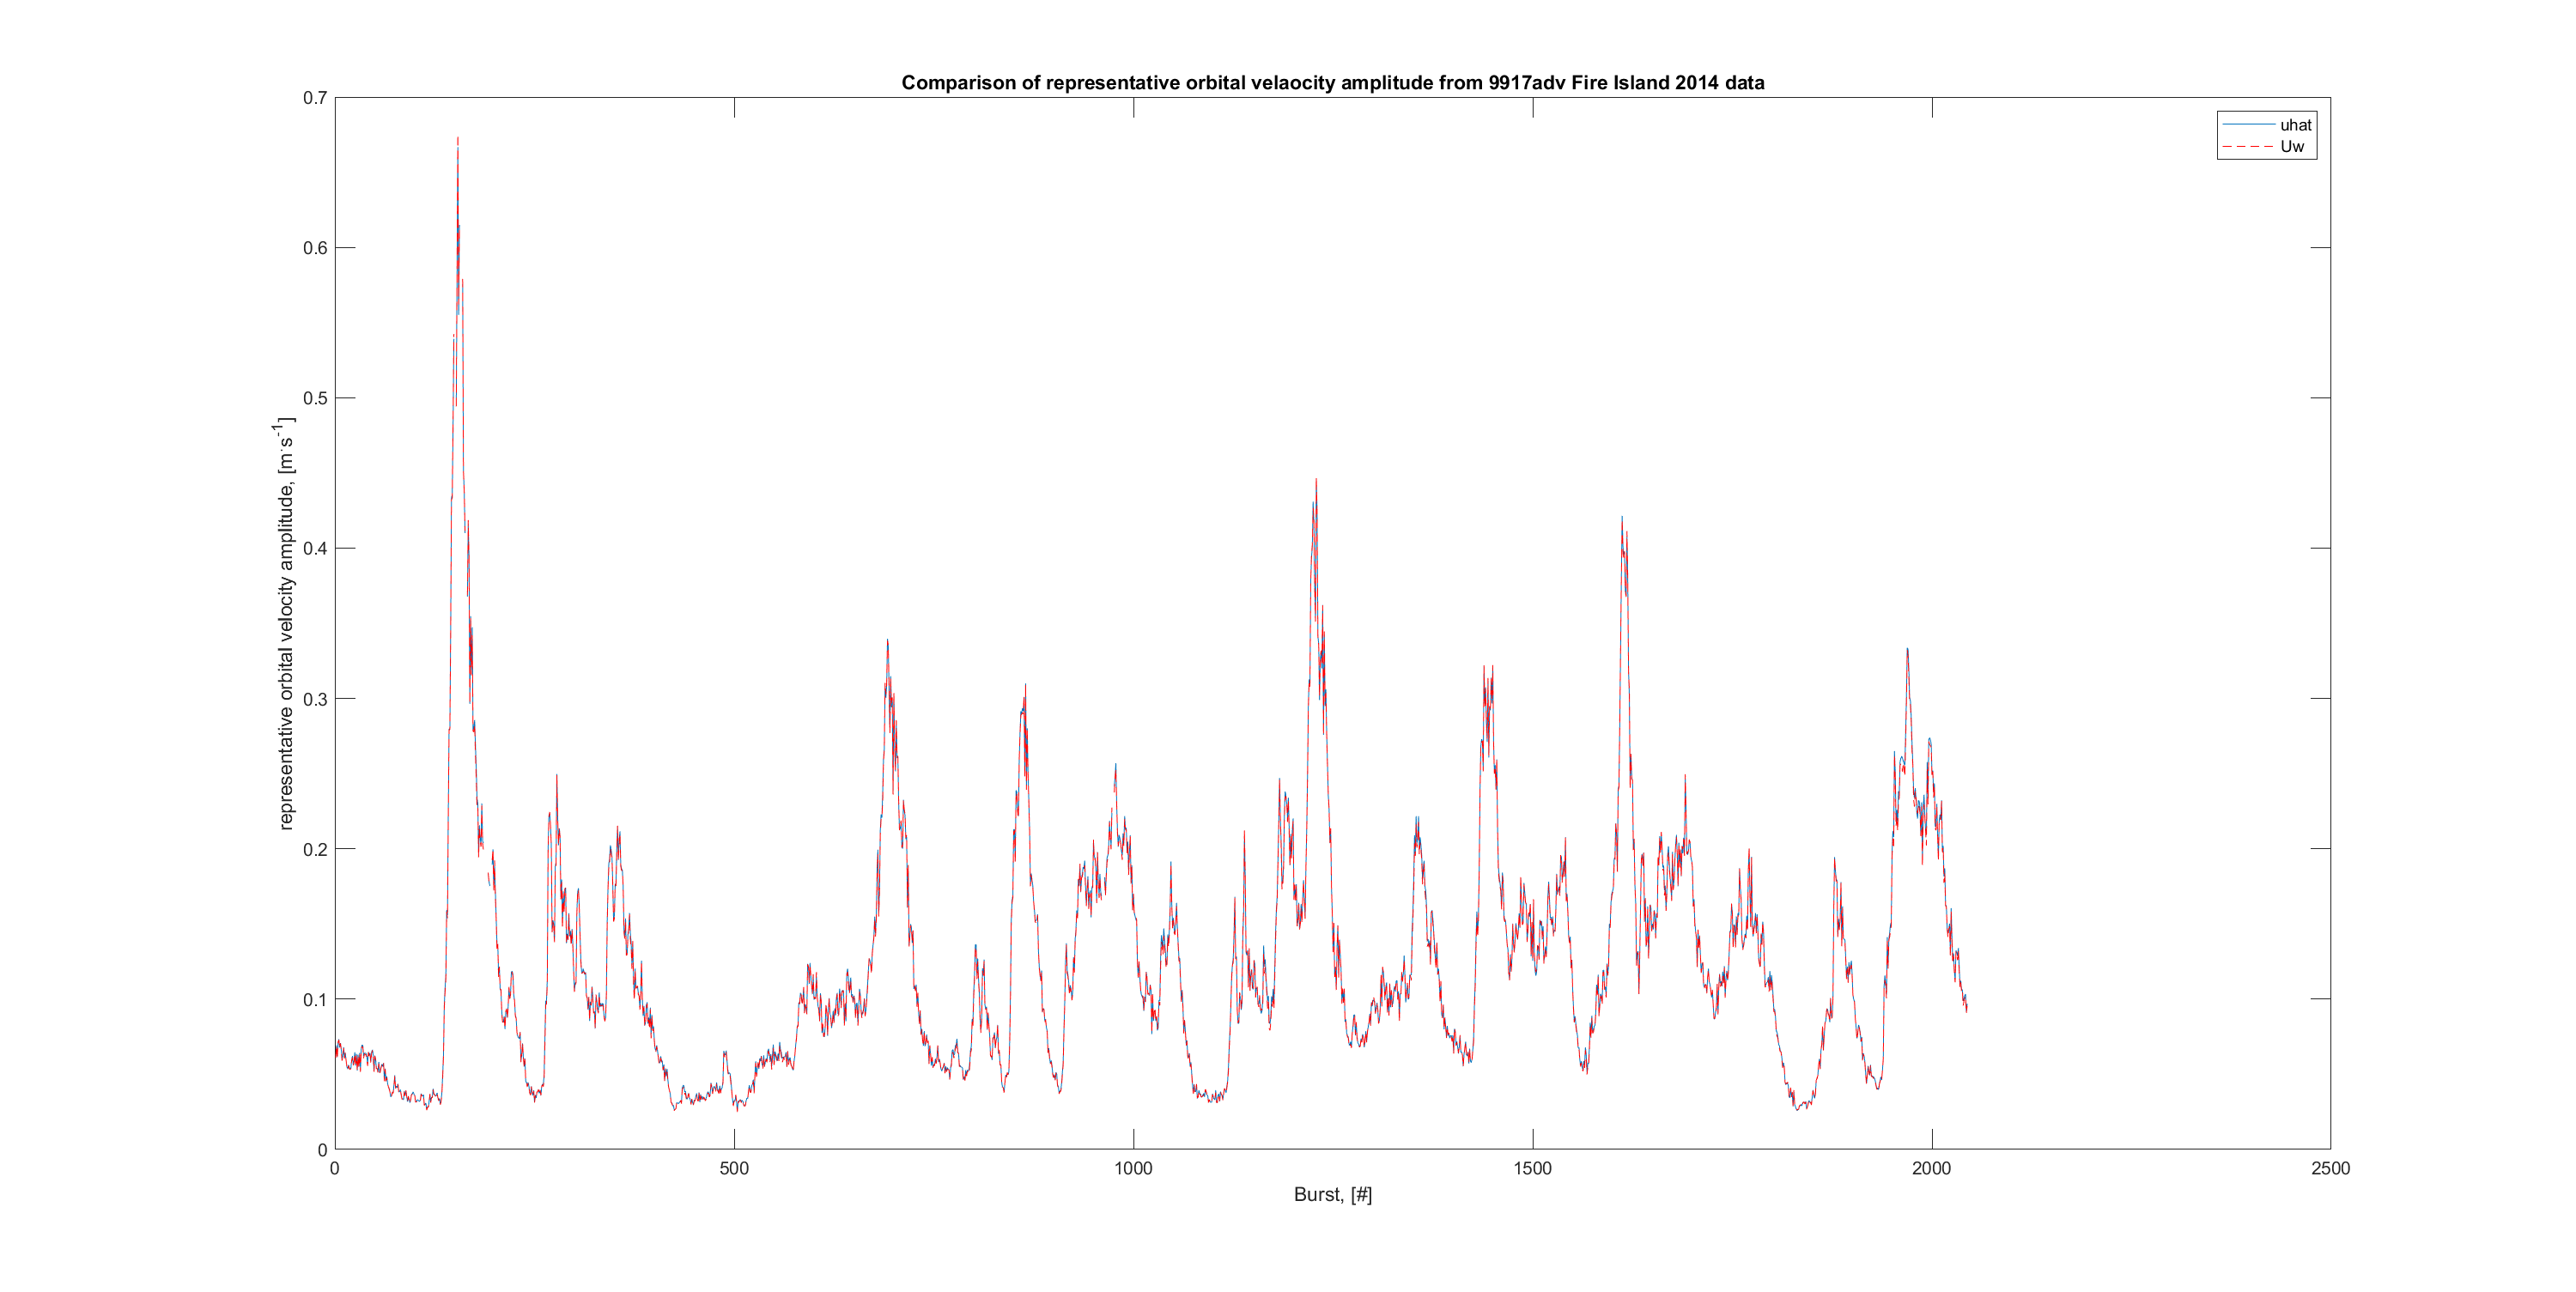 Comparison of representative orbital velaocity amplitude from 9917adv Fire Island 2014 data
uhat
Uw
0.7
0.6
0.5
0.4
0.3
0.2
0.1
0
representative orbital velocity amplitude, [m·s⁻¹]
0 500 1000 1500 2000 2500
Burst, [#]